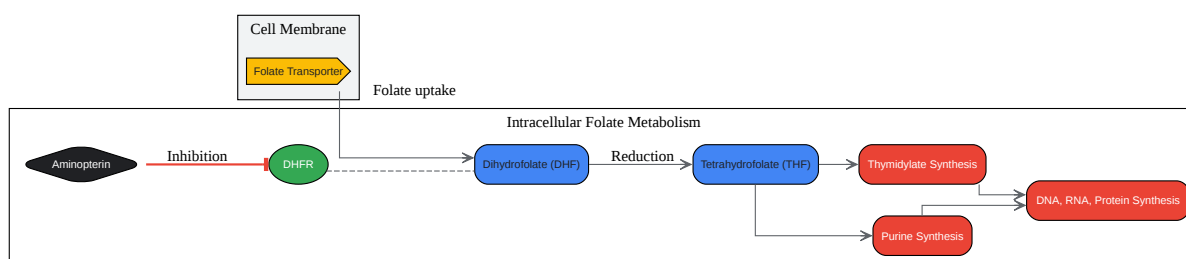 Cell Membrane
Folate Transporter
Folate uptake
Intracellular Folate Metabolism
Aminopterin
Inhibition
DHFR
Dihydrofolate (DHF)
Reduction
Tetrahydrofolate (THF)
Thymidylate Synthesis
DNA, RNA, Protein Synthesis
Purine Synthesis